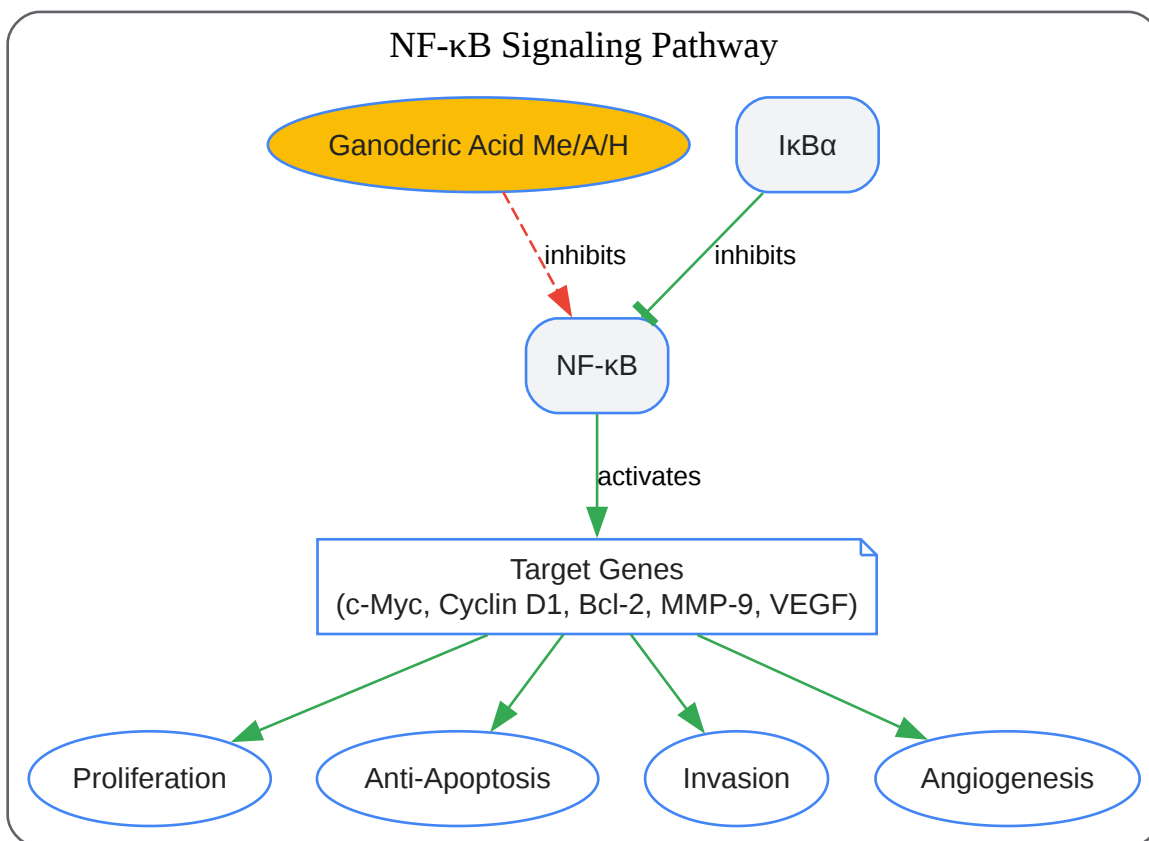 NF-κB Signaling Pathway
Ganoderic Acid Me/A/H
IκBα
inhibits
inhibits
NF-κB
activates
Target Genes
(c-Myc, Cyclin D1, Bcl-2, MMP-9, VEGF)
Proliferation
Anti-Apoptosis
Invasion
Angiogenesis